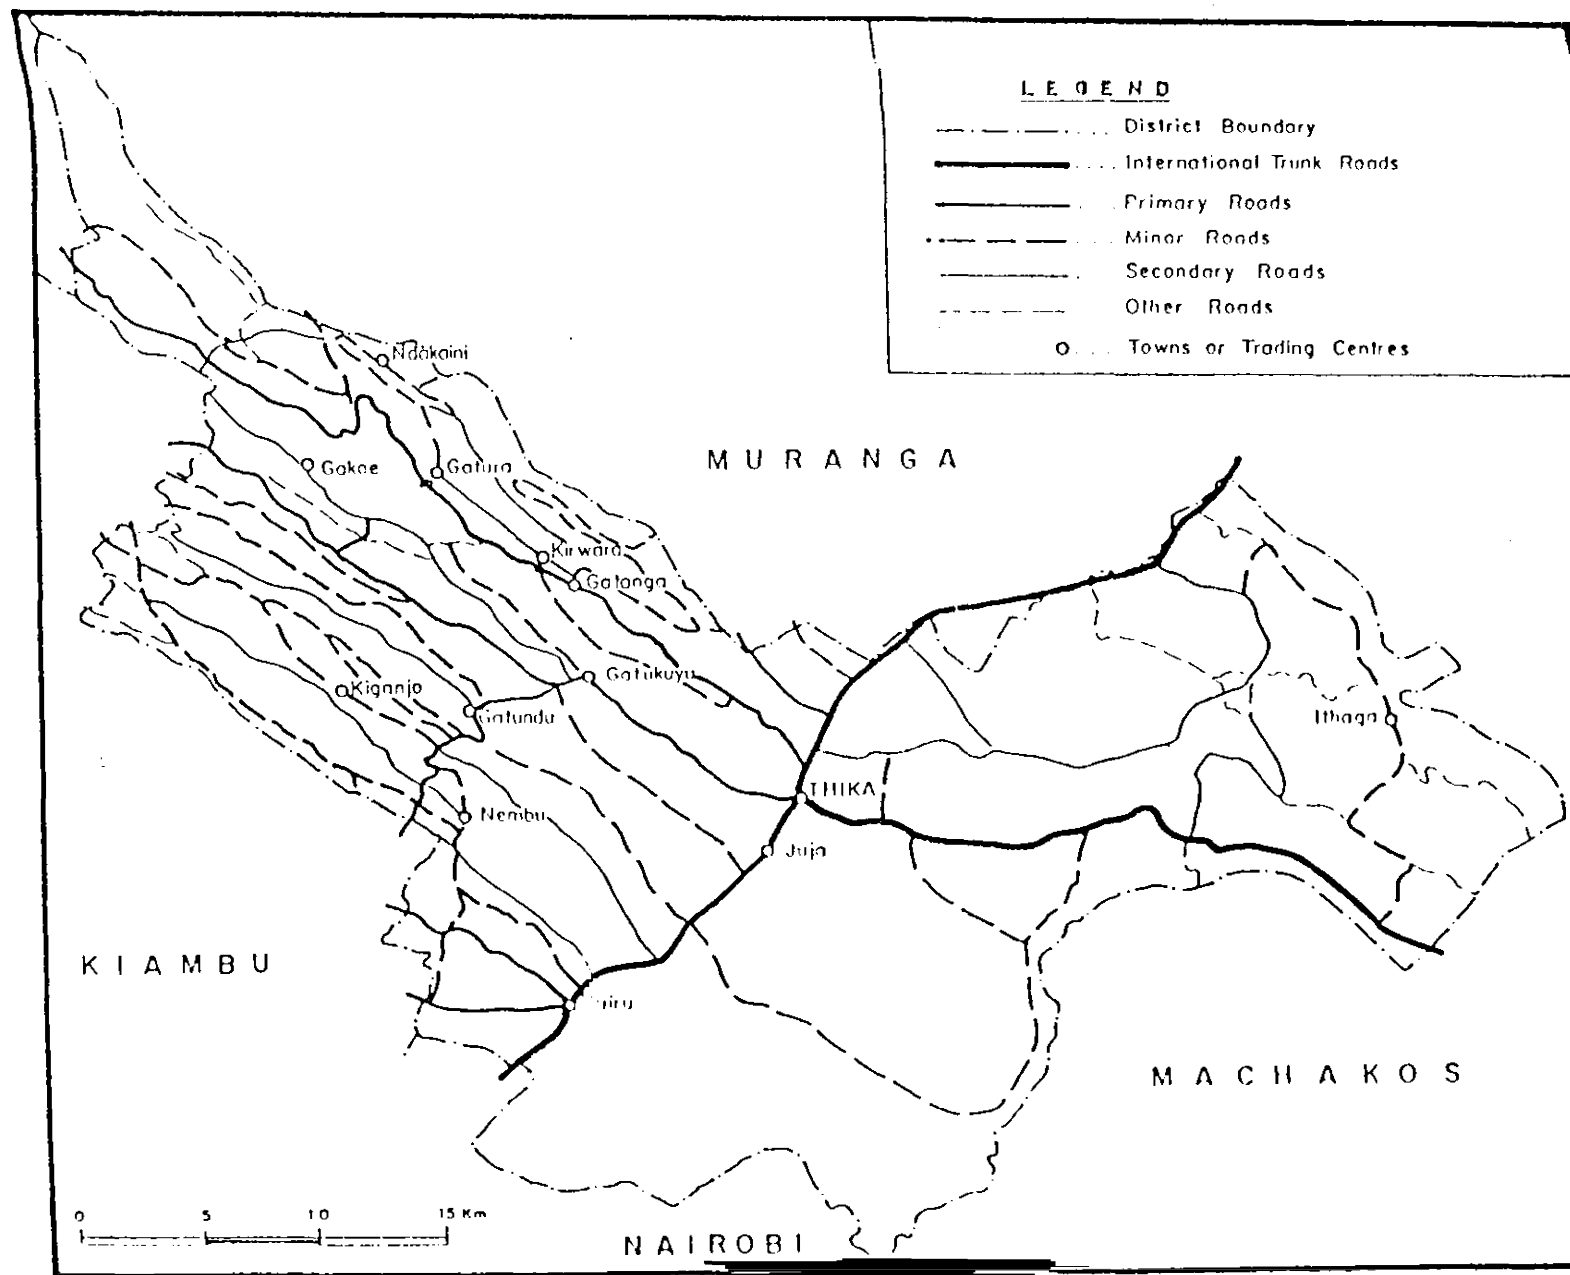 LEGEND
District Boundary
International Trunk Roads
Primary Roads
Minor Roads
Secondary Roads
Other Roads
Towns or Trading Centres
Ndakaini
MURANGA
Gakoe
Gatura
Kirwara
Gatanga
Kiganjo
Gatukuyu
Gatundu
Ithaga
THIKA
Nembu
Juja
KIAMBU
MACHAKOS
0 5 10 15 Km
NAIROBI